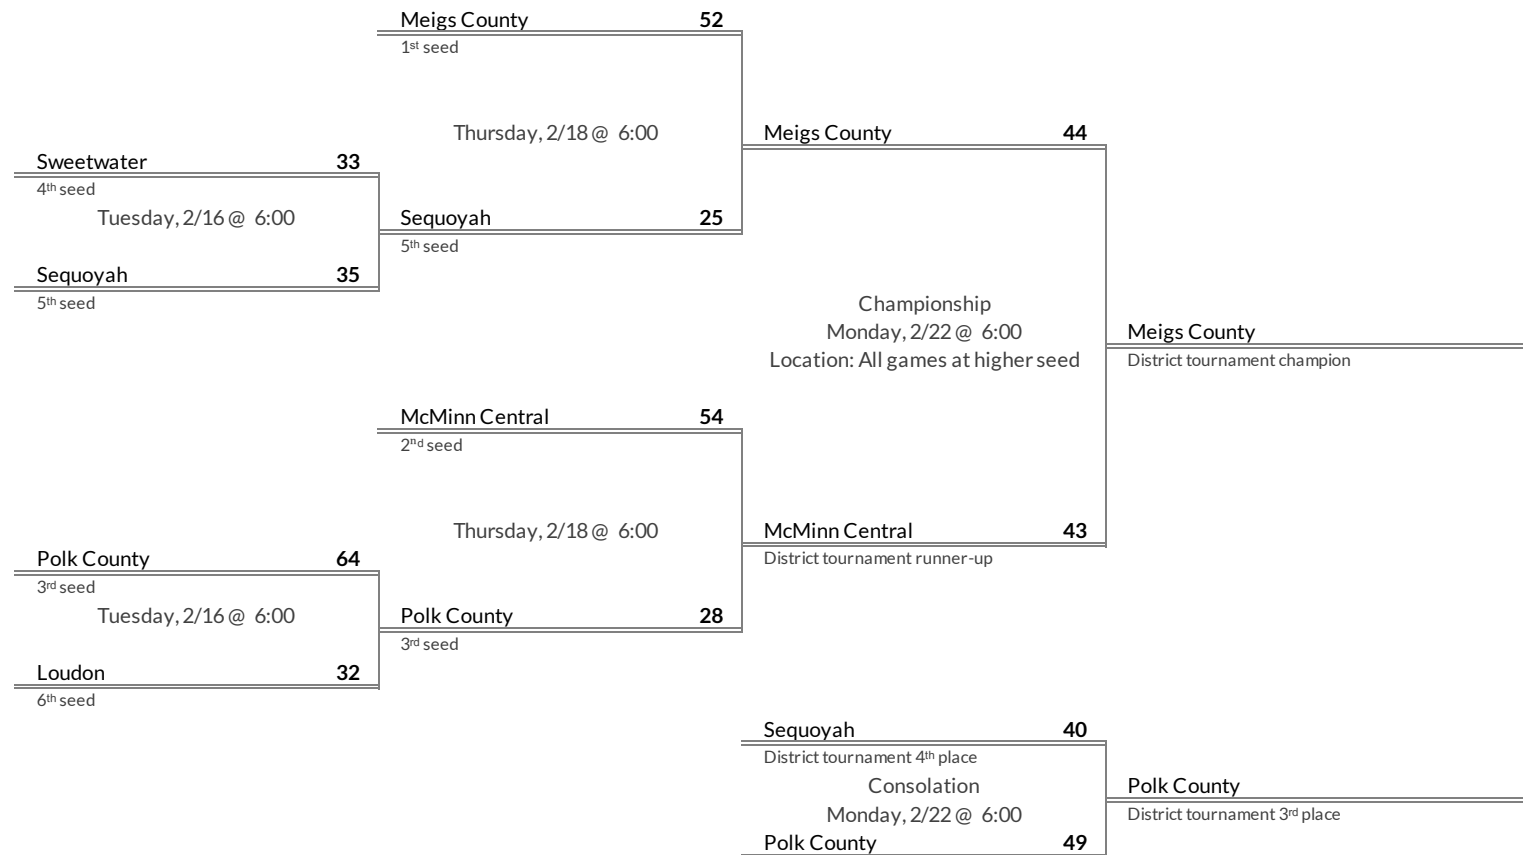 Meigs County 52
1st seed
Thursday, 2/18 @ 6:00
Meigs County 44
Sweetwater 33
4th seed
Tuesday, 2/16 @ 6:00
Sequoyah 25
5th seed
Sequoyah 35
5th seed
Championship
Monday, 2/22 @ 6:00
Location: All games at higher seed
Meigs County
District tournament champion
McMinn Central 54
2nd seed
Thursday, 2/18 @ 6:00
McMinn Central 43
District tournament runner-up
Polk County 64
3rd seed
Tuesday, 2/16 @ 6:00
Polk County 28
3rd seed
Loudon 32
6th seed
Sequoyah 40
District tournament 4th place
Consolation
Monday, 2/22 @ 6:00
Polk County 49
Polk County
District tournament 3rd place